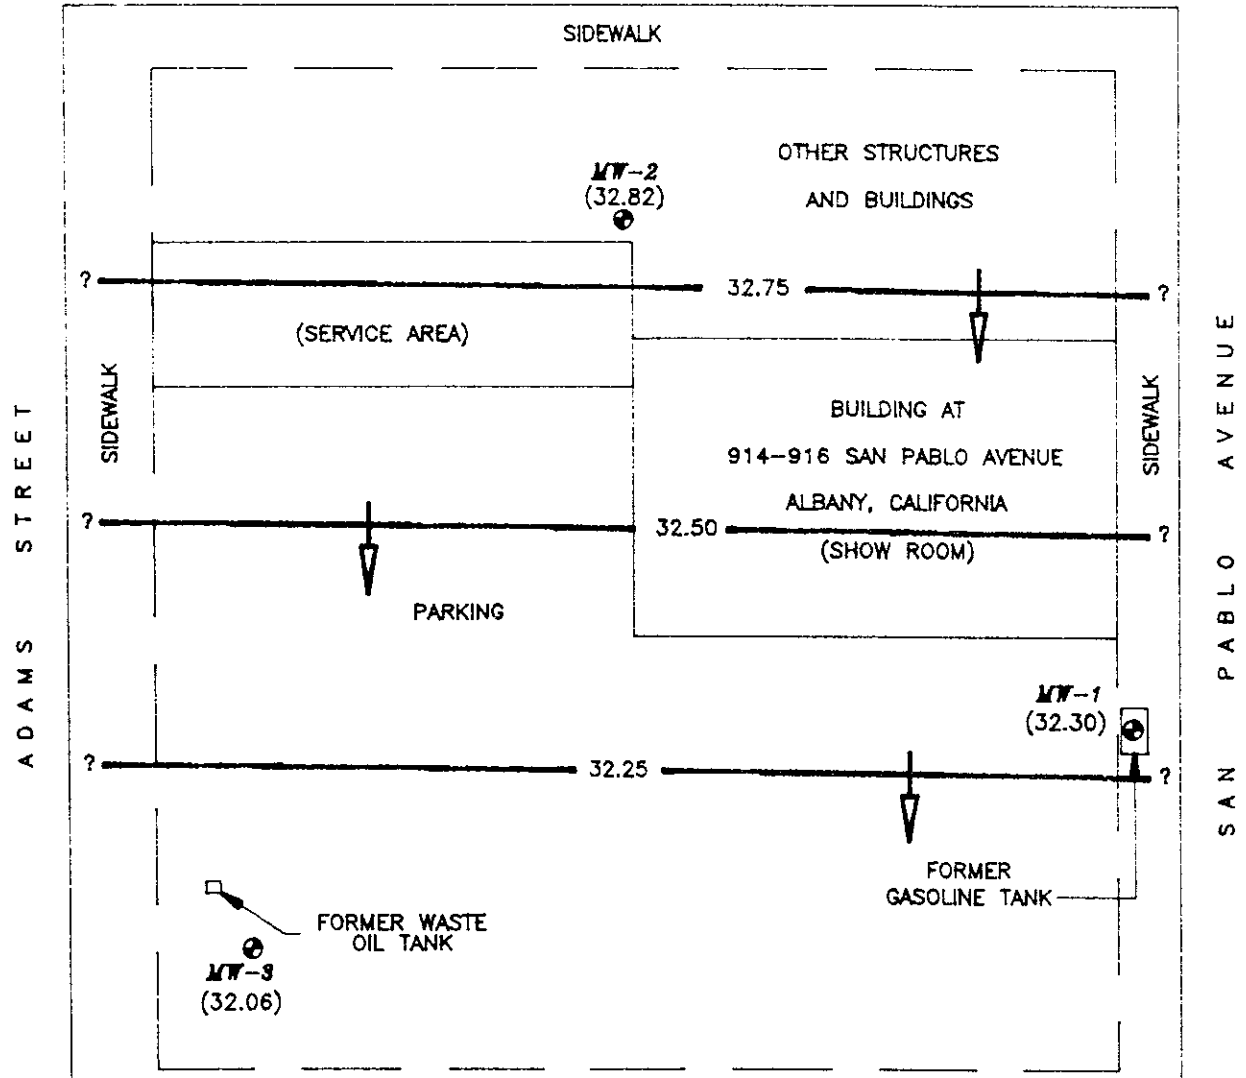 SIDEWALK
OTHER STRUCTURES
AND BUILDINGS
MW-2
(32.82)
? 32.75 ?
(SERVICE AREA)
SIDEWALK
SIDEWALK
BUILDING AT
914-916 SAN PABLO AVENUE
ALBANY, CALIFORNIA
(SHOW ROOM)
? 32.50 ?
PARKING
ADAMS STREET
SAN PABLO AVENUE
MW-1
(32.30)
? 32.25 ?
FORMER
GASOLINE TANK
FORMER WASTE
OIL TANK
MW-3
(32.06)